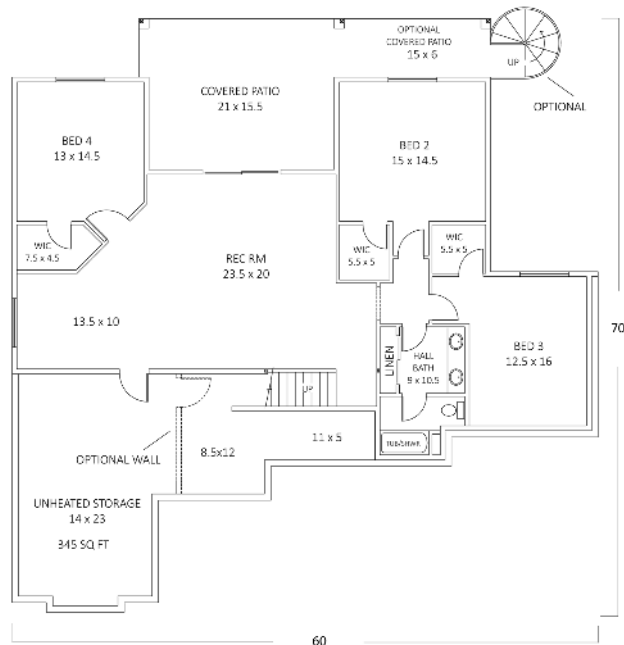 OPTIONAL
COVERED PATIO
15 x 6
UP
OPTIONAL
COVERED PATIO
21 x 15.5
BED 4
13 x 14.5
BED 2
15 x 14.5
WIC
7.5 x 4.5
WIC
5.5 x 5
WIC
5.5 x 5
REC RM
23.5 x 20
13.5 x 10
70
BED 3
12.5 x 16
LINEN
HALL
BATH
9 x 10.5
UP
11 x 5
8.5x12
TUB/SHWR
OPTIONAL WALL
UNHEATED STORAGE
14 x 23
345 SQ FT
60